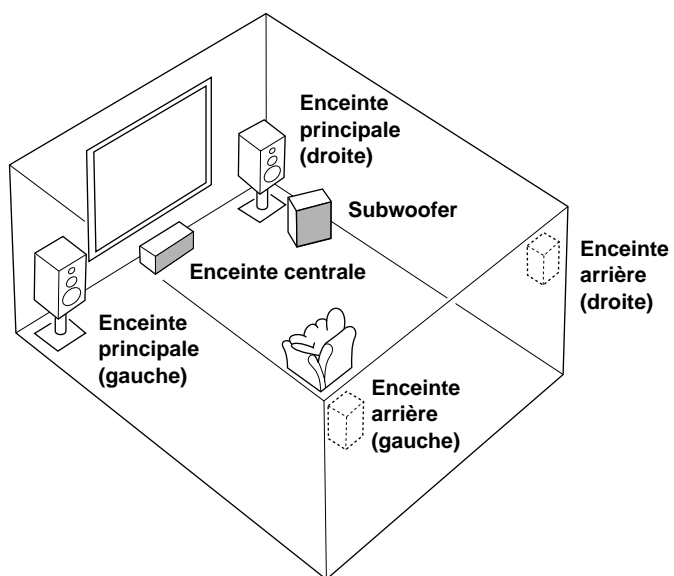 Enceinte
principale
(droite)
Subwoofer
Enceinte
arrière
(droite)
Enceinte centrale
Enceinte
principale
(gauche)
Enceinte
arrière
(gauche)